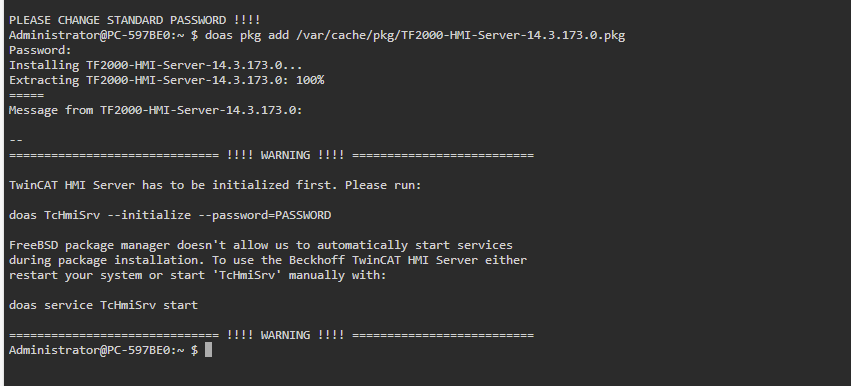 PLEASE CHANGE STANDARD PASSWORD !!!!
Administrator@PC-597BE0:~ $ doas pkg add /var/cache/pkg/TF2000-HMI-Server-14.3.173.0.pkg
Password:
Installing TF2000-HMI-Server-14.3.173.0...
Extracting TF2000-HMI-Server-14.3.173.0: 100%
=====
Message from TF2000-HMI-Server-14.3.173.0:
--
============================== !!!! WARNING !!!! ==========================
TwinCAT HMI Server has to be initialized first. Please run:
doas TcHmiSrv --initialize --password=PASSWORD
FreeBSD package manager doesn't allow us to automatically start services
during package installation. To use the Beckhoff TwinCAT HMI Server either
restart your system or start 'TcHmiSrv' manually with:
doas service TcHmiSrv start
============================== !!!! WARNING !!!! ==========================
Administrator@PC-597BE0:~ $